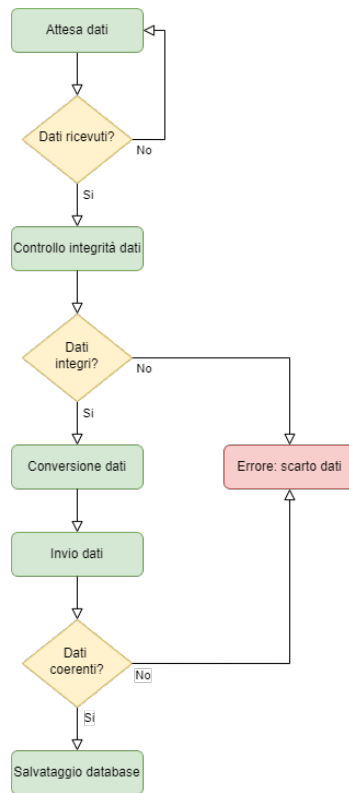 Attesa dati
Dati ricevuti?
No
Si
Controllo integrità dati
Dati
integri?
No
Si
Conversione dati
Errore: scarto dati
Invio dati
Dati
coerenti?
No
Si
Salvataggio database